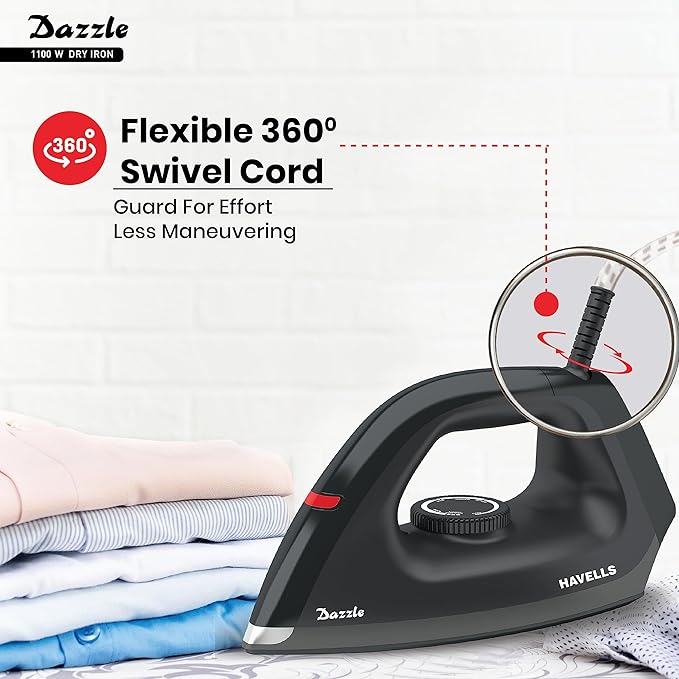 Dazzle
1100 W DRY IRON
360°
Flexible 360⁰
Swivel Cord
Guard For Effort
Less Maneuvering
HAVELLS
Dazzle